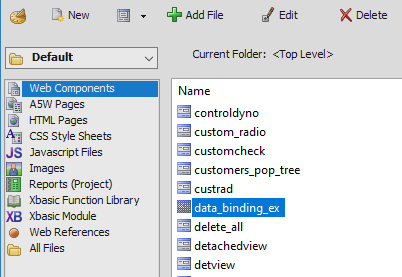 New Add File Edit Delete
Default Current Folder: <Top Level>
Web Components
A5W Pages
HTML Pages
CSS Style Sheets
JS Javascript Files
Images
Reports (Project)
Xbasic Function Library
XB Xbasic Module
Web References
All Files
Name
controldyno
custom_radio
customcheck
customers_pop_tree
custrad
data_binding_ex
delete_all
detachedview
detview